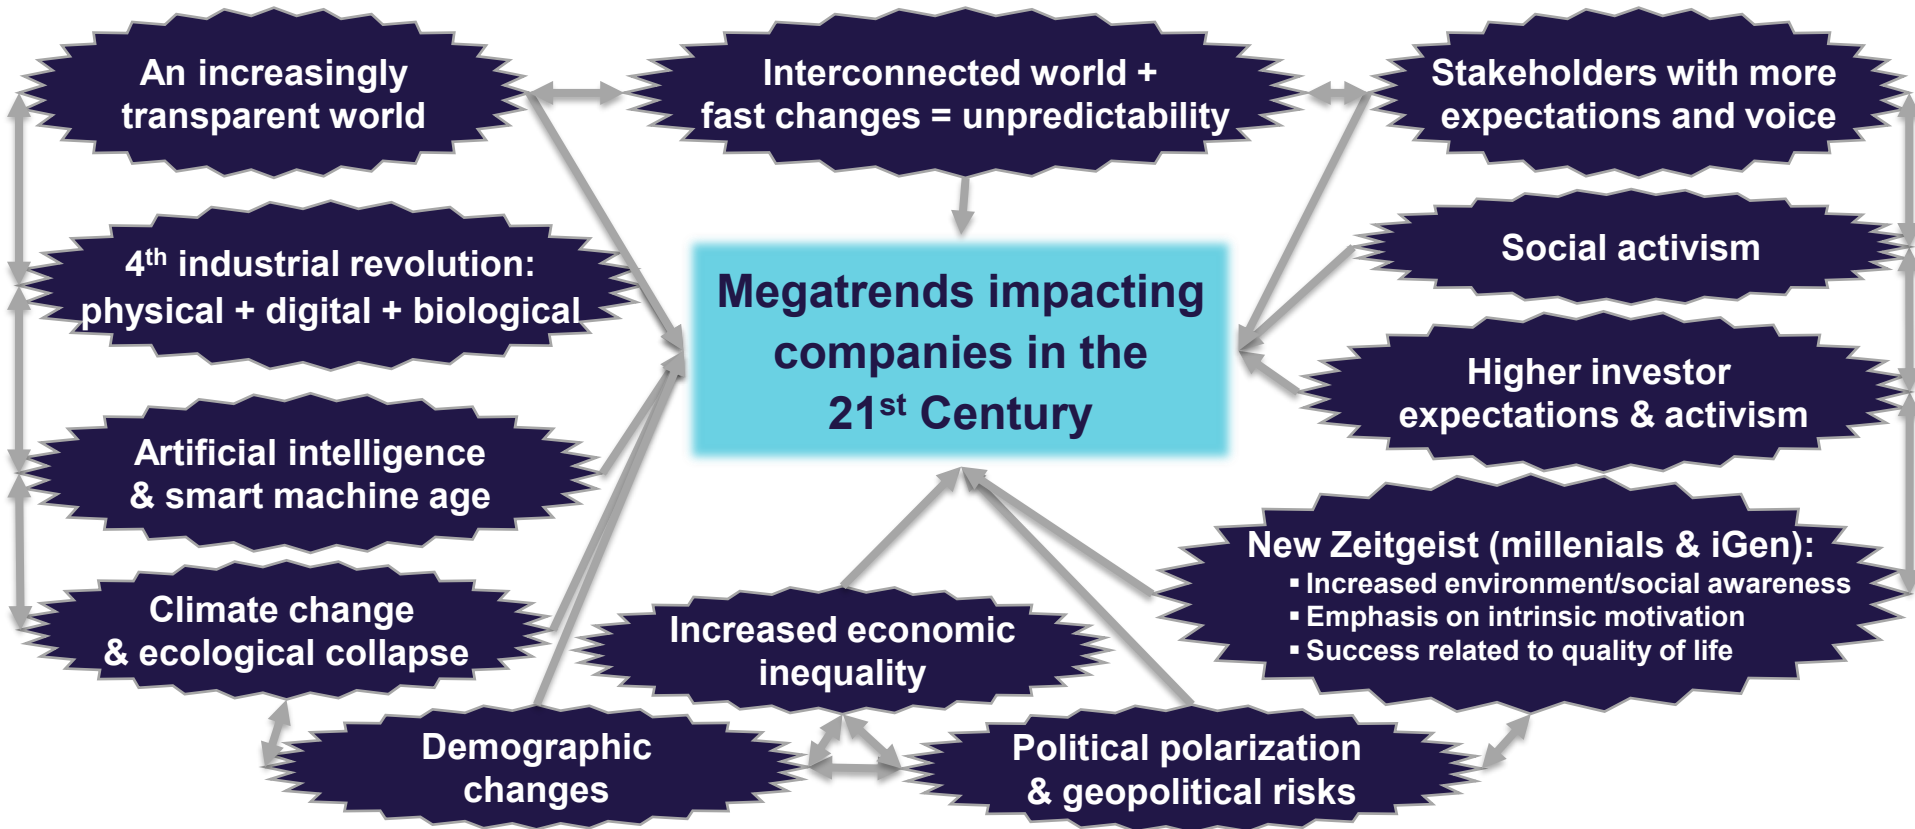 An increasingly
transparent world
Interconnected world +
fast changes = unpredictability
Stakeholders with more
expectations and voice
4th industrial revolution:
physical + digital + biological
Social activism
Megatrends impacting
companies in the
21st Century
Higher investor
expectations & activism
Artificial intelligence
& smart machine age
New Zeitgeist (millenials & iGen):
▪ Increased environment/social awareness
▪ Emphasis on intrinsic motivation
▪ Success related to quality of life
Climate change
& ecological collapse
Increased economic
inequality
Demographic
changes
Political polarization
& geopolitical risks